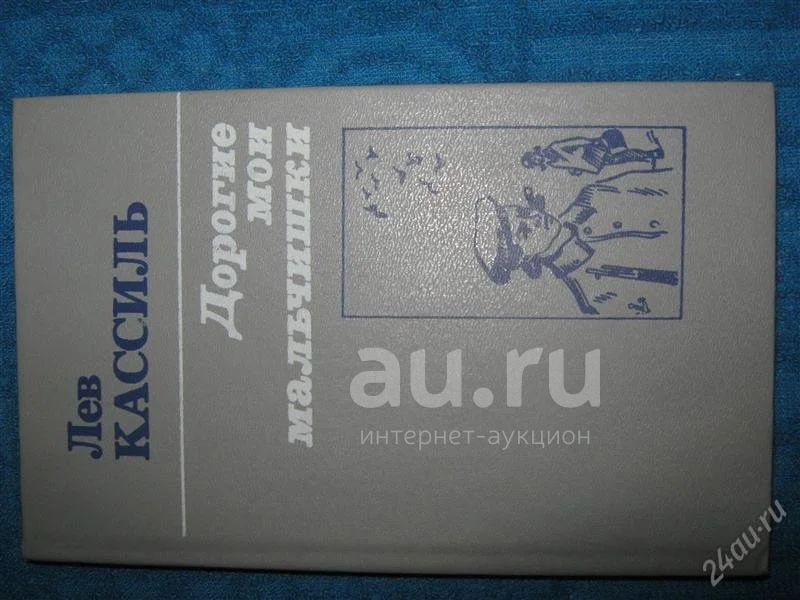 Лев
КАССИЛЬ
Дорогие
мои
мальчишки
au.ru
интернет-аукцион
24au.ru